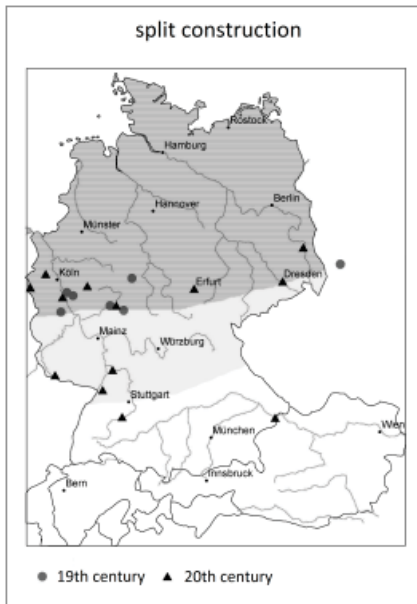 split construction
Rostock
Hamburg
Berlin
Hannover
Münster
Köln
Erfurt
Dresden
Mainz
Würzburg
Stuttgart
München
Wien
Innsbruck
Bern
19th century 20th century